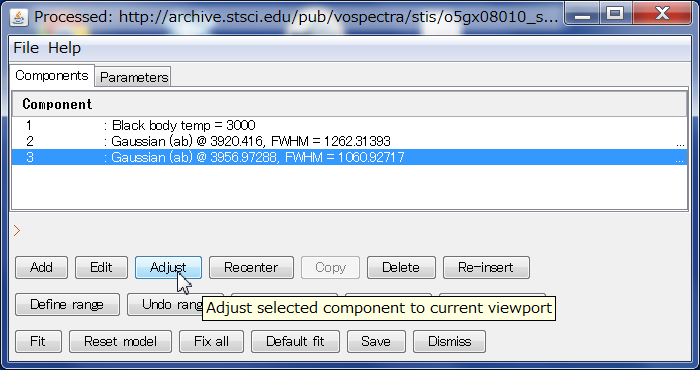 Processed: http://archive.stsci.edu/pub/vospectra/stis/o5gx08010_s...
File Help
Components Parameters
Component
1 : Black body temp = 3000
2 : Gaussian (ab) @ 3920.416, FWHM = 1262.31393 ...
3 : Gaussian (ab) @ 3956.97288, FWHM = 1060.92717 ...
>
Add Edit Adjust Recenter Copy Delete Re-insert
Define range Undo rang
Adjust selected component to current viewport
Fit Reset model Fix all Default fit Save Dismiss